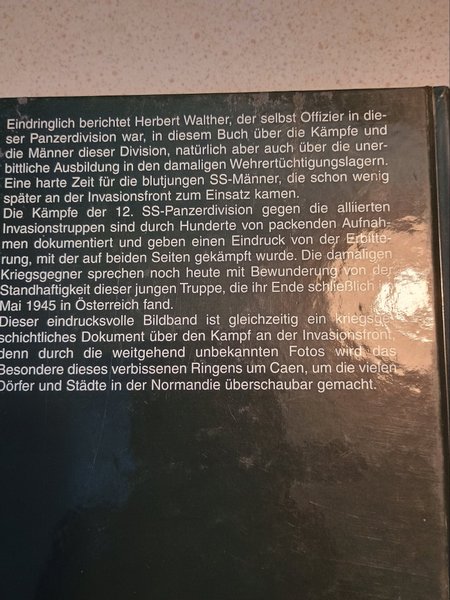 Eindringlich berichtet Herbert Walther, der selbst Offizier in die-
ser Panzerdivision war, in diesem Buch über die Kämpfe und
die Männer dieser Division, natürlich aber auch über die uner-
bittliche Ausbildung in den damaligen Wehrertüchtigungslagern.
Eine harte Zeit für die blutjungen SS-Männer, die schon wenig
später an der Invasionsfront zum Einsatz kamen.
Die Kämpfe der 12. SS-Panzerdivision gegen die alliierten
Invasionstruppen sind durch Hunderte von packenden Aufnah-
men dokumentiert und geben einen Eindruck von der Erbitte-
rung, mit der auf beiden Seiten gekämpft wurde. Die damaligen
Kriegsgegner sprechen noch heute mit Bewunderung von der
Standhaftigkeit dieser jungen Truppe, die ihr Ende schließlich
Mai 1945 in Österreich fand.
Dieser eindrucksvolle Bildband ist gleichzeitig ein kriegsge-
schichtliches Dokument über den Kampf an der Invasionsfront,
denn durch die weitgehend unbekannten Fotos wird das
Besondere dieses verbissenen Ringens um Caen, um die vielen
Dörfer und Städte in der Normandie überschaubar gemacht.